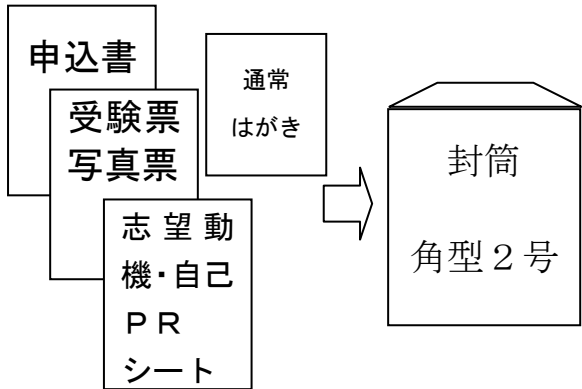 申込書
受験票
写真票
志望動
機・自己
ＰＲ
シート
通常
はがき
封筒
角型２号